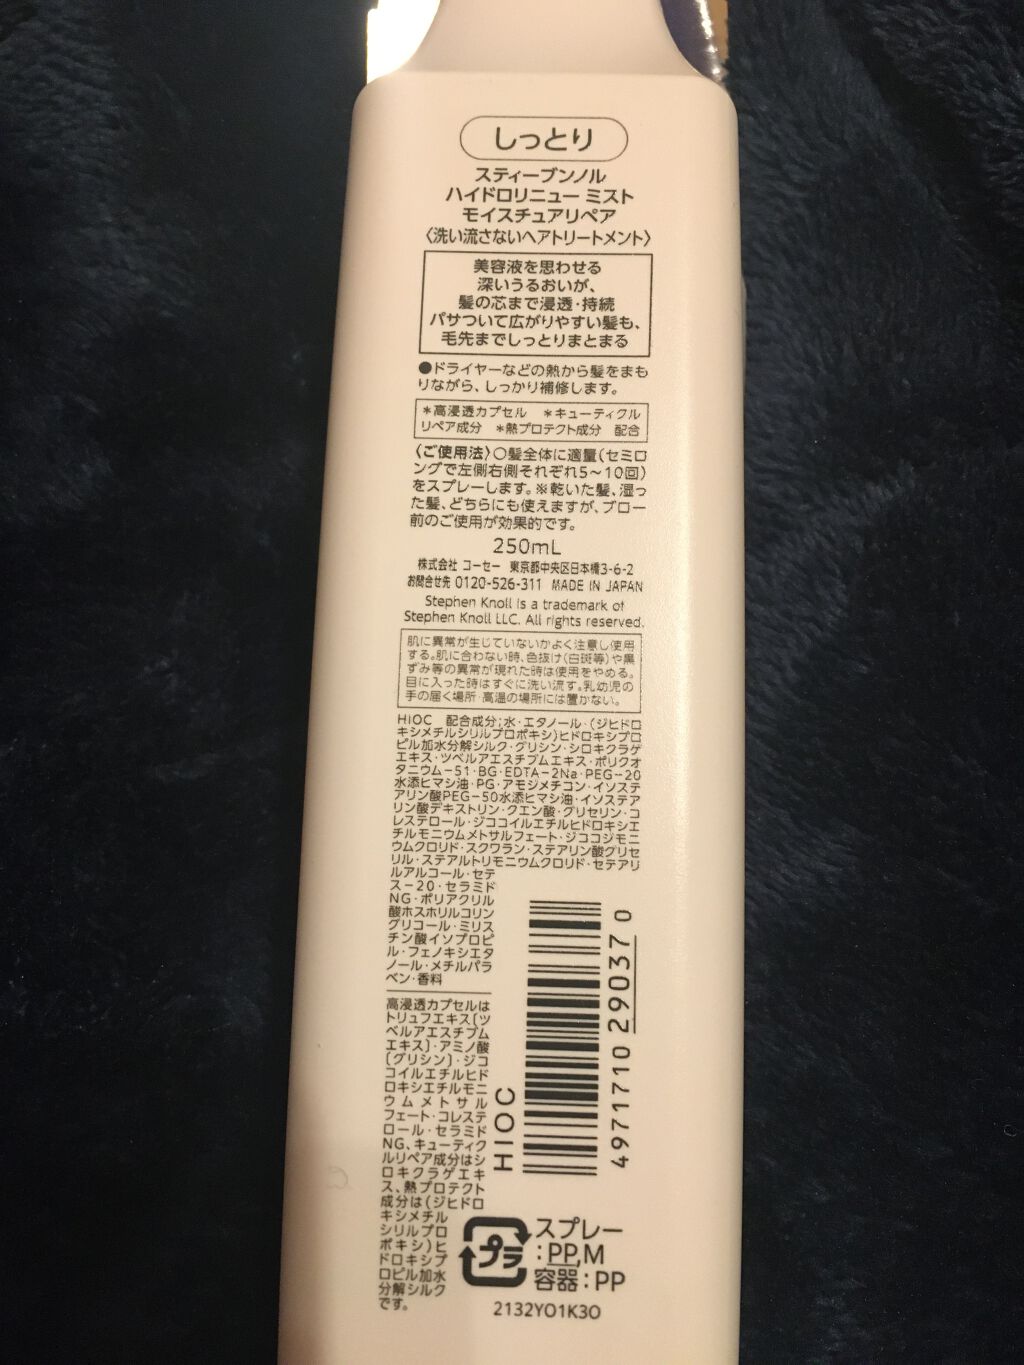 しっとり
スティーブンノル
ハイドロリニュー ミスト
モイスチュアリペア
〈洗い流さないヘアトリートメント〉
美容液を思わせる
深いうるおいが、
髪の芯まで浸透・持続
パサついて広がりやすい髪も、
毛先までしっとりまとまる
●ドライヤーなどの熱から髪をまも
りながら、しっかり補修します。
＊高浸透カプセル ＊キューティクル
リペア成分 ＊熱プロテクト成分 配合
〈ご使用法〉○髪全体に適量(セミロ
ングで左側右側それぞれ5～10回)
をスプレーします。※乾いた髪、湿っ
た髪、どちらにも使えますが、ブロー
前のご使用が効果的です。
250mL
株式会社 コーセー 東京都中央区日本橋3-6-2
お問合せ先 0120-526-311 MADE IN JAPAN
Stephen Knoll is a trademark of
Stephen Knoll LLC. All rights reserved.
肌に異常が生じていないかよく注意し使用
する。肌に合わない時、色抜け(白斑等)や黒
ずみ等の異常が現れた時は使用をやめる。
目に入った時はすぐに洗い流す。乳幼児の
手の届く場所・高温の場所には置かない。
HIOC 配合成分;水・エタノール・(ジヒドロ
キシメチルシリルプロポキシ)ヒドロキシプロ
ピル加水分解シルク・グリシン・シロキクラゲ
エキス・ツベルアエスチブムエキス・ポリクオ
タニウム-51・BG・EDTA-2Na・PEG-20
水添ヒマシ油・PG・アモジメチコン・イソステ
アリン酸PEG-50水添ヒマシ油・イソステア
リン酸デキストリン・クエン酸・グリセリン・コ
レステロール・ジココイルエチルヒドロキシエ
チルモニウムメトサルフェート・ジココジモニ
ウムクロリド・スクワラン・ステアリン酸グリセ
リル・ステアルトリモニウムクロリド・セテアリ
ルアルコール・セテ
ス-20・セラミド
NG・ポリアクリル
酸ホスホリルコリン
グリコール・ミリス
チン酸イソプロピ
ル・フェノキシエタ
ノール・メチルパラ
ベン・香料
高浸透カプセルは
トリュフエキス[ツ
ベルアエスチブム
エキス]・アミノ酸
[グリシン]・ジコ
コイルエチルヒド
ロキシエチルモニ
ウムメトサル
フェート・コレステ
ロール・セラミド
NG、キューティク
ルリペア成分はシ
ロキクラゲエキ
ス、熱プロテクト
成分は(ジヒドロ
キシメチル
シリルプロ
ポキシ)ヒ
ドロキシプ
ロピル加水
分解シルク
です。
HIOC
4971710 29037 0
プラ
スプレー
:PP,M
容器:PP
2132YO1K3O